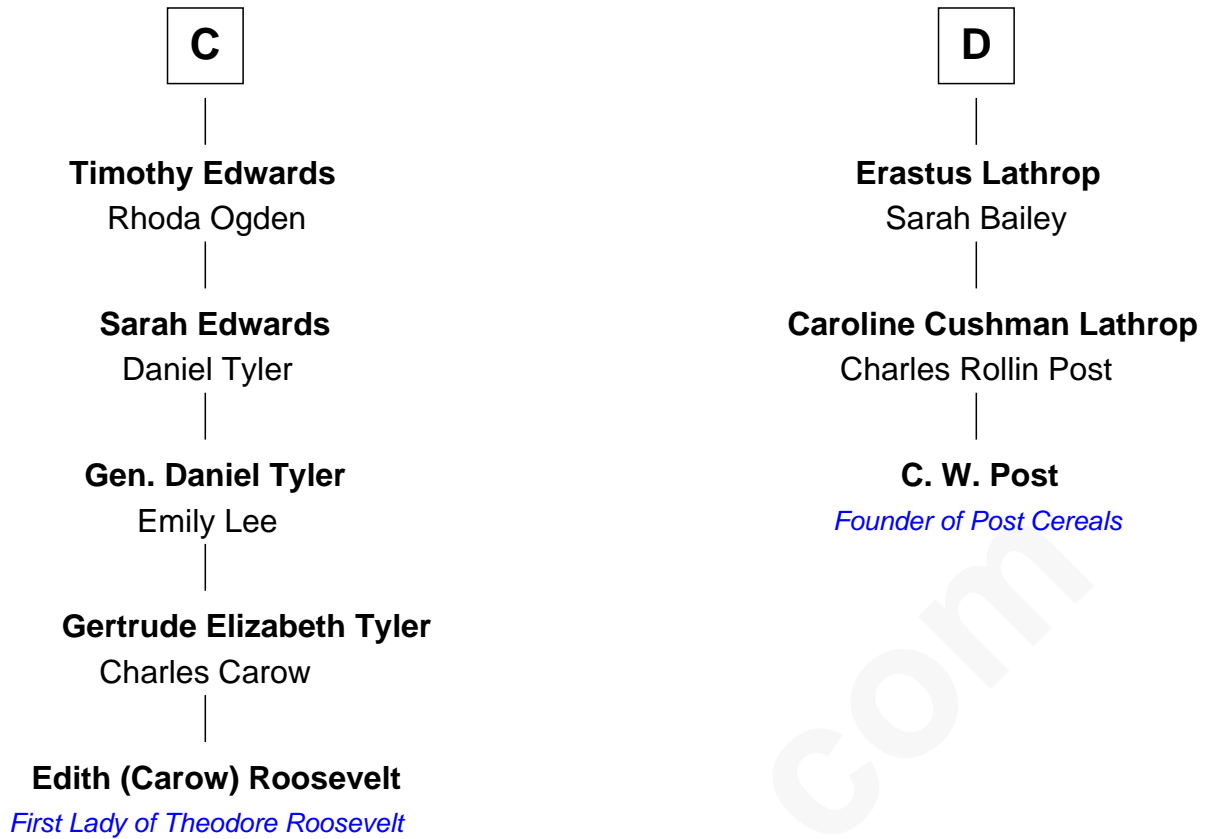 C
Timothy Edwards
Rhoda Ogden
Sarah Edwards
Daniel Tyler
Gen. Daniel Tyler
Emily Lee
Gertrude Elizabeth Tyler
Charles Carow
Edith (Carow) Roosevelt
First Lady of Theodore Roosevelt
D
Erastus Lathrop
Sarah Bailey
Caroline Cushman Lathrop
Charles Rollin Post
C. W. Post
Founder of Post Cereals
com